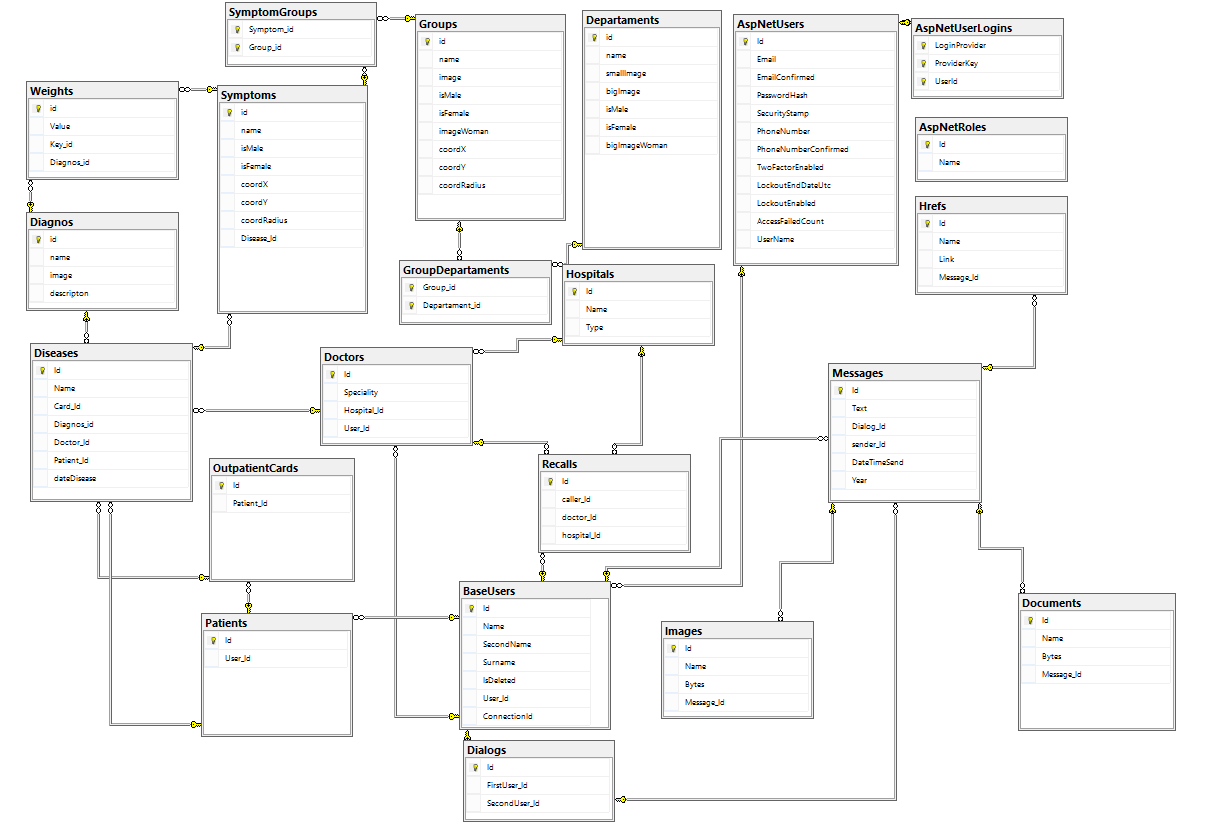 SymptomGroups
Symptom_id
Group_id
Groups
id
name
image
isMale
isFemale
imageWoman
coordX
coordY
coordRadius
Departaments
id
name
smallImage
bigImage
isMale
isFemale
bigImageWoman
AspNetUsers
Id
Email
EmailConfirmed
PasswordHash
SecurityStamp
PhoneNumber
PhoneNumberConfirmed
TwoFactorEnabled
LockoutEndDateUtc
LockoutEnabled
AccessFailedCount
UserName
AspNetUserLogins
LoginProvider
ProviderKey
UserId
AspNetRoles
Id
Name
Hrefs
Id
Name
Link
Message_Id
Weights
id
Value
Key_id
Diagnos_id
Symptoms
id
name
isMale
isFemale
coordX
coordY
coordRadius
Disease_Id
Diagnos
id
name
image
descripton
GroupDepartaments
Group_id
Departament_id
Hospitals
Id
Name
Type
Diseases
Id
Name
Card_Id
Diagnos_id
Doctor_Id
Patient_Id
dateDisease
Doctors
Id
Speciality
Hospital_Id
User_Id
Messages
Id
Text
Dialog_Id
sender_Id
DateTimeSend
Year
OutpatientCards
Id
Patient_Id
Recalls
Id
caller_Id
doctor_Id
hospital_Id
Patients
Id
User_Id
BaseUsers
Id
Name
SecondName
Surname
IsDeleted
User_Id
ConnectionId
Images
Id
Name
Bytes
Message_Id
Documents
Id
Name
Bytes
Message_Id
Dialogs
Id
FirstUser_Id
SecondUser_Id